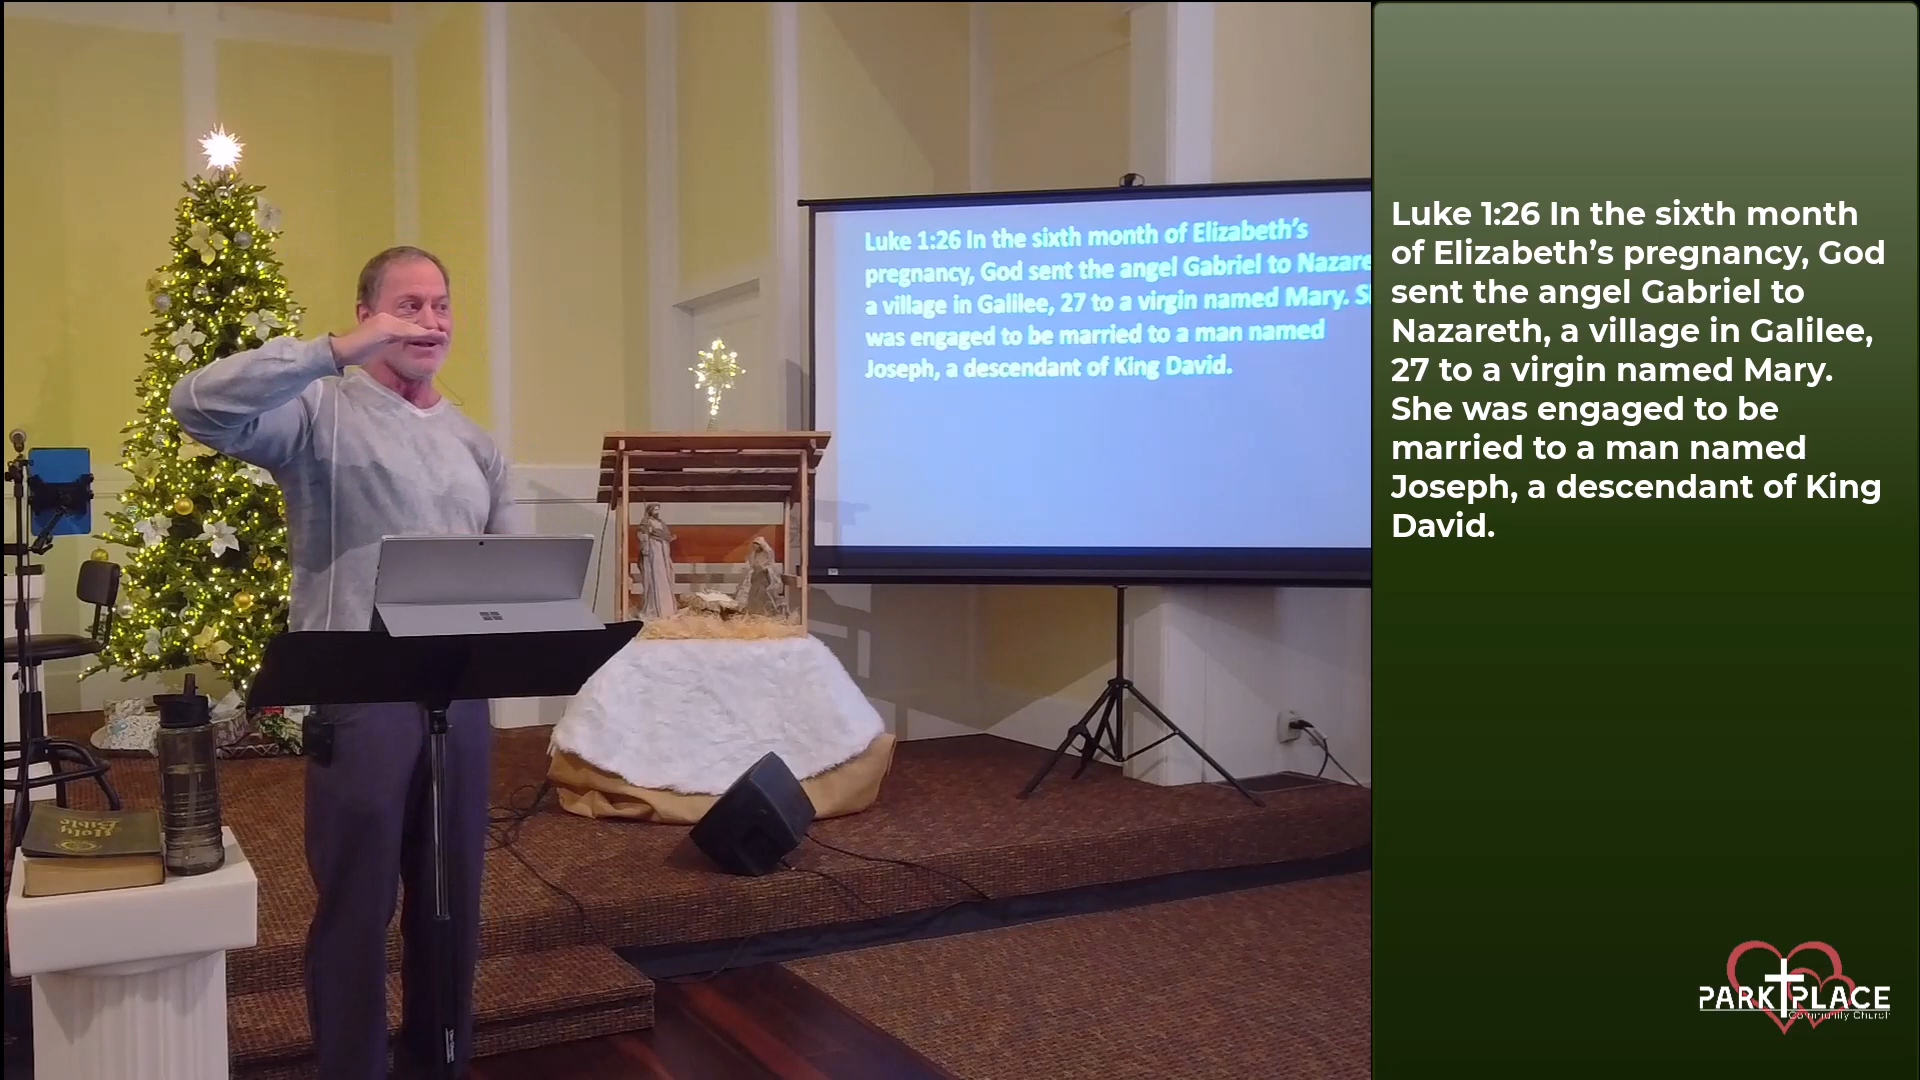 Luke 1:26 In the sixth month of Elizabeth’s
pregnancy, God sent the angel Gabriel to Nazare
a village in Galilee, 27 to a virgin named Mary. S
was engaged to be married to a man named
Joseph, a descendant of King David.
Luke 1:26 In the sixth month
of Elizabeth’s pregnancy, God
sent the angel Gabriel to
Nazareth, a village in Galilee,
27 to a virgin named Mary.
She was engaged to be
married to a man named
Joseph, a descendant of King
David.
Holy
Bible
PARK PLACE
Community Church